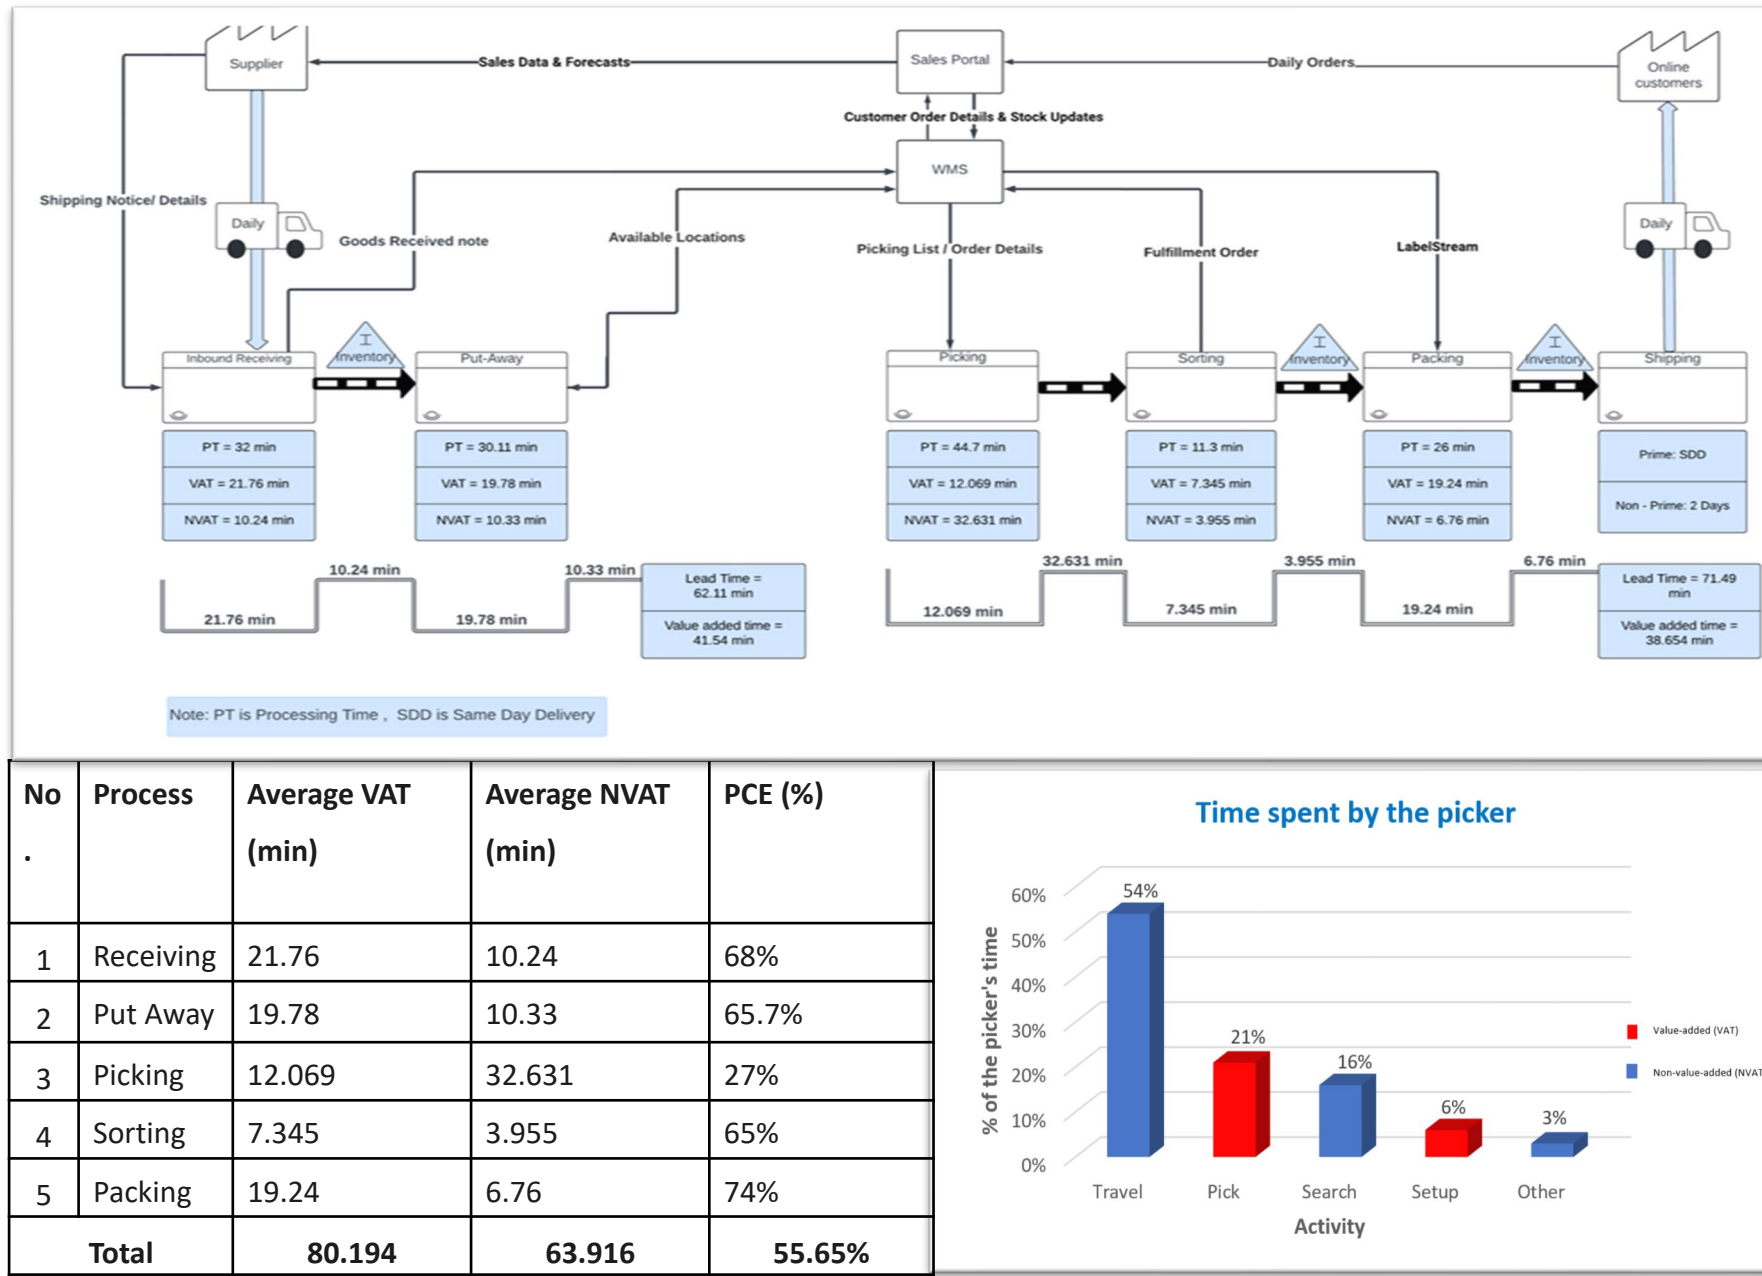 Supplier
Sales Data & Forecasts
Sales Portal
Daily Orders
Online
customers
Customer Order Details & Stock Updates
WMS
Shipping Notice/ Details
Daily
Goods Received note
Available Locations
Picking List / Order Details
Fulfillment Order
LabelStream
Daily
Inbound Receiving
I
Inventory
Put-Away
Picking
Sorting
I
Inventory
Packing
I
Inventory
Shipping
PT = 32 min
VAT = 21.76 min
NVAT = 10.24 min
PT = 30.11 min
VAT = 19.78 min
NVAT = 10.33 min
PT = 44.7 min
VAT = 12.069 min
NVAT = 32.631 min
PT = 11.3 min
VAT = 7.345 min
NVAT = 3.955 min
PT = 26 min
VAT = 19.24 min
NVAT = 6.76 min
Prime: SDD
Non - Prime: 2 Days
21.76 min
10.24 min
19.78 min
10.33 min
Lead Time =
62.11 min
Value added time =
41.54 min
12.069 min
32.631 min
7.345 min
3.955 min
19.24 min
6.76 min
Lead Time = 71.49
min
Value added time =
38.654 min
Note: PT is Processing Time , SDD is Same Day Delivery
No Process Average VAT Average NVAT PCE (%)
. (min) (min)
1 Receiving 21.76 10.24 68%
2 Put Away 19.78 10.33 65.7%
3 Picking 12.069 32.631 27%
4 Sorting 7.345 3.955 65%
5 Packing 19.24 6.76 74%
Total 80.194 63.916 55.65%
Time spent by the picker
% of the picker's time
60%
50%
40%
30%
20%
10%
0%
54%
21%
16%
6%
3%
Travel Pick Search Setup Other
Activity
Value-added (VAT)
Non-value-added (NVAT